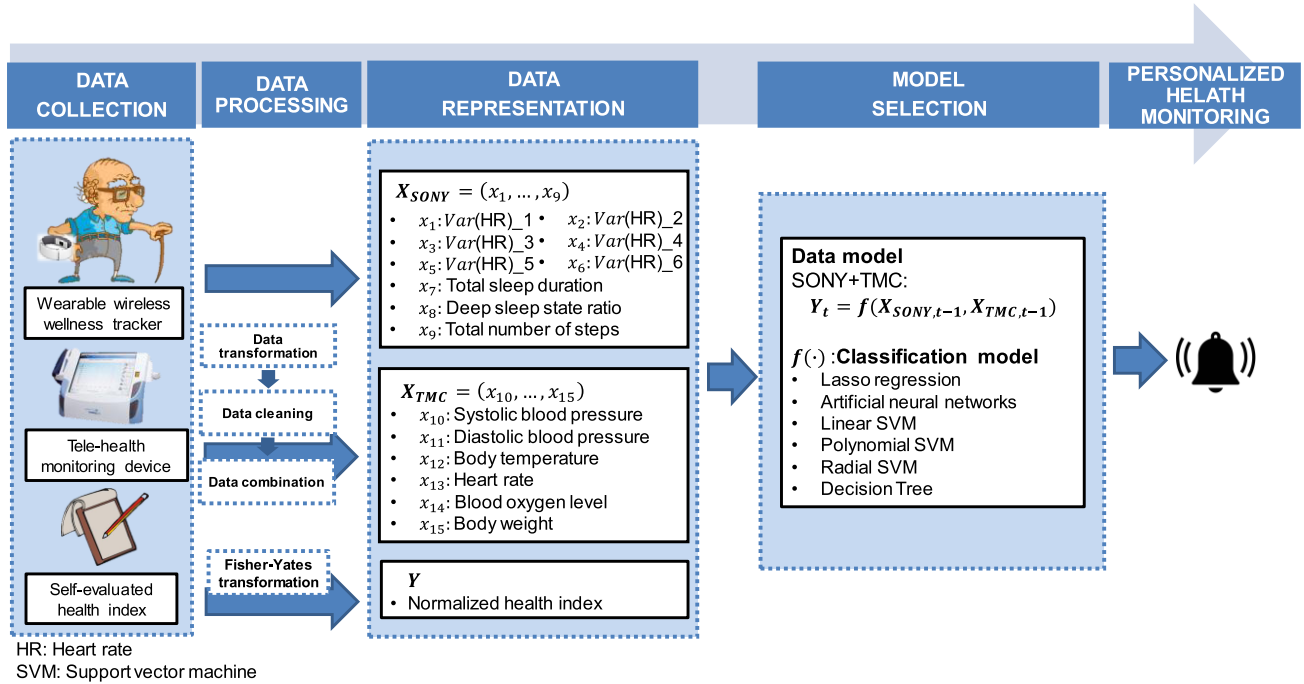 DATA
COLLECTION
DATA
PROCESSING
DATA
REPRESENTATION
MODEL
SELECTION
PERSONALIZED
HELATH
MONITORING
Wearable wireless
wellness tracker
Tele-health
monitoring device
Self-evaluated
health index
Data
transformation
Data cleaning
Data combination
Fisher-Yates
transformation
X_SONY = (x₁, … , x₉)
• x₁: Var(HR)_1 • x₂: Var(HR)_2
• x₃: Var(HR)_3 • x₄: Var(HR)_4
• x₅: Var(HR)_5 • x₆: Var(HR)_6
• x₇: Total sleep duration
• x₈: Deep sleep state ratio
• x₉: Total number of steps
X_TMC = (x₁₀, … , x₁₅)
• x₁₀: Systolic blood pressure
• x₁₁: Diastolic blood pressure
• x₁₂: Body temperature
• x₁₃: Heart rate
• x₁₄: Blood oxygen level
• x₁₅: Body weight
Y
• Normalized health index
Data model
SONY+TMC:
Y_t = f(X_SONY,t−1, X_TMC,t−1)
f(·) :Classification model
• Lasso regression
• Artificial neural networks
• Linear SVM
• Polynomial SVM
• Radial SVM
• Decision Tree
HR: Heart rate
SVM: Support vector machine